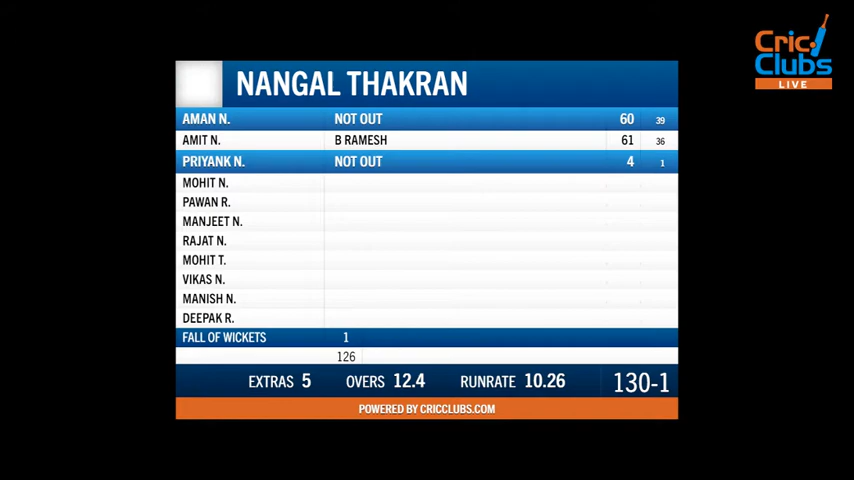 Cric
Clubs
LIVE
NANGAL THAKRAN
AMAN N. NOT OUT 60 39
AMIT N. B RAMESH 61 36
PRIYANK N. NOT OUT 4 1
MOHIT N.
PAWAN R.
MANJEET N.
RAJAT N.
MOHIT T.
VIKAS N.
MANISH N.
DEEPAK R.
FALL OF WICKETS 1
126
EXTRAS 5 OVERS 12.4 RUNRATE 10.26 130-1
POWERED BY CRICCLUBS.COM